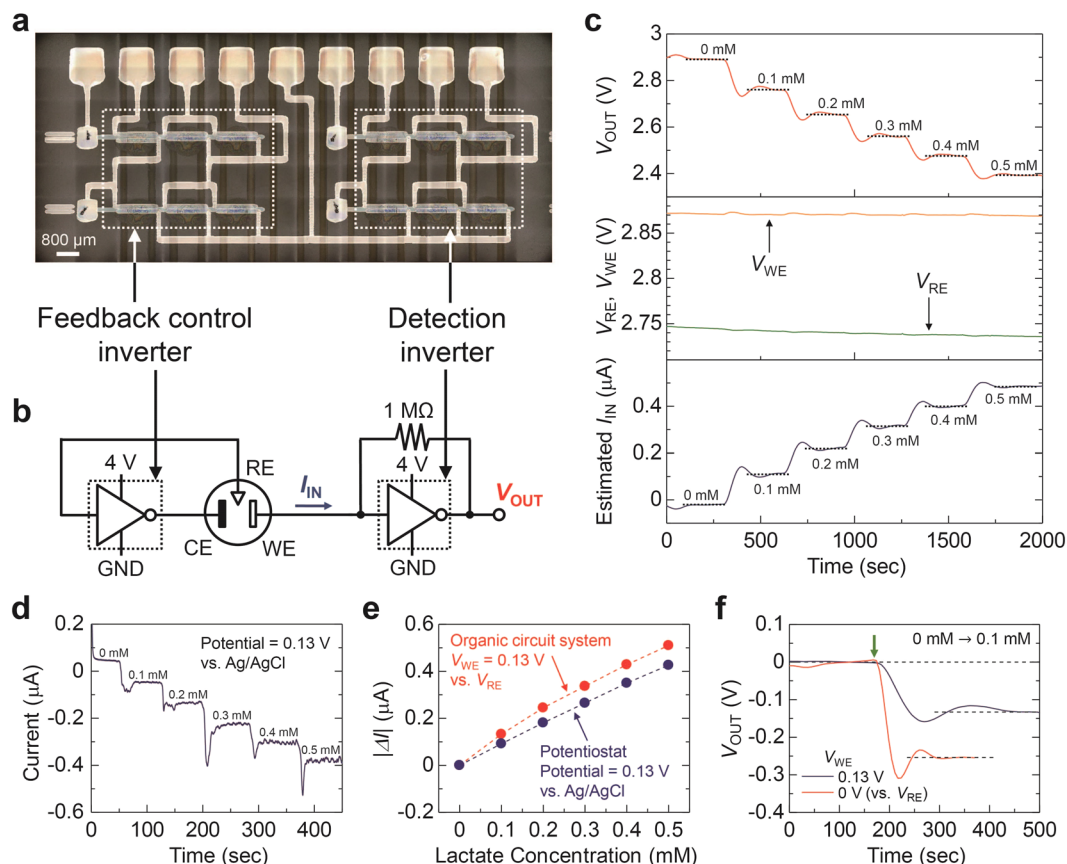 a
800 μm
Feedback control
inverter
Detection
inverter
b
1 MΩ
4 V
RE
I_IN
4 V
V_OUT
CE
WE
GND
GND
c
3
2.8
2.6
2.4
V_OUT (V)
0 mM
0.1 mM
0.2 mM
0.3 mM
0.4 mM
0.5 mM
2.85
2.75
V_RE, V_WE (V)
V_WE
V_RE
0.4
0.2
0
Estimated I_IN (μA)
0 mM
0.1 mM
0.2 mM
0.3 mM
0.4 mM
0.5 mM
0 500 1000 1500 2000
Time (sec)
d
0.2
0
-0.2
-0.4
-0.6
Current (μA)
Potential = 0.13 V
vs. Ag/AgCl
0 mM
0.1 mM
0.2 mM
0.3 mM
0.4 mM
0.5 mM
0 100 200 300 400
Time (sec)
e
0.6
0.4
0.2
0
|ΔI| (μA)
Organic circuit system
V_WE = 0.13 V
vs. V_RE
Potentiostat
Potential = 0.13 V
vs. Ag/AgCl
0 0.1 0.2 0.3 0.4 0.5
Lactate Concentration (mM)
f
0.1
0
-0.1
-0.2
-0.3
-0.4
V_OUT (V)
0 mM → 0.1 mM
V_WE
0.13 V
0 V (vs. V_RE)
0 100 200 300 400 500
Time (sec)